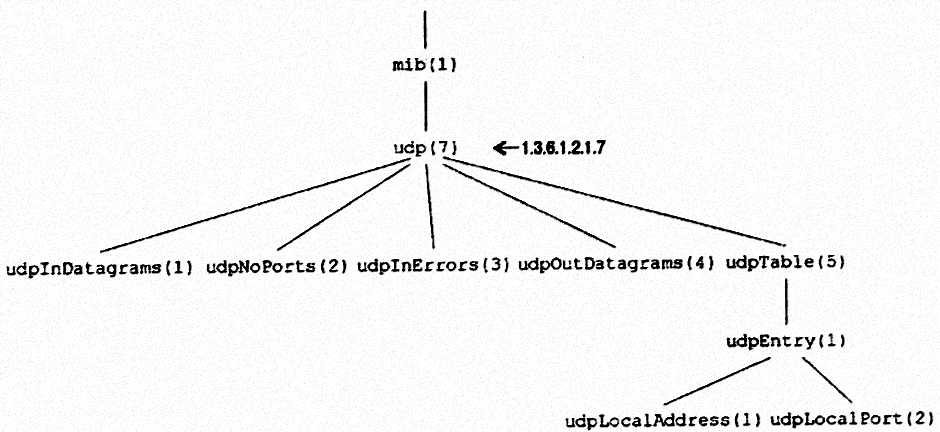 mib(1)
udp(7) ←1.3.6.1.2.1.7
udpInDatagrams(1) udpNoPorts(2) udpInErrors(3) udpOutDatagrams(4) udpTable(5)
udpEntry(1)
udpLocalAddress(1) udpLocalPort(2)